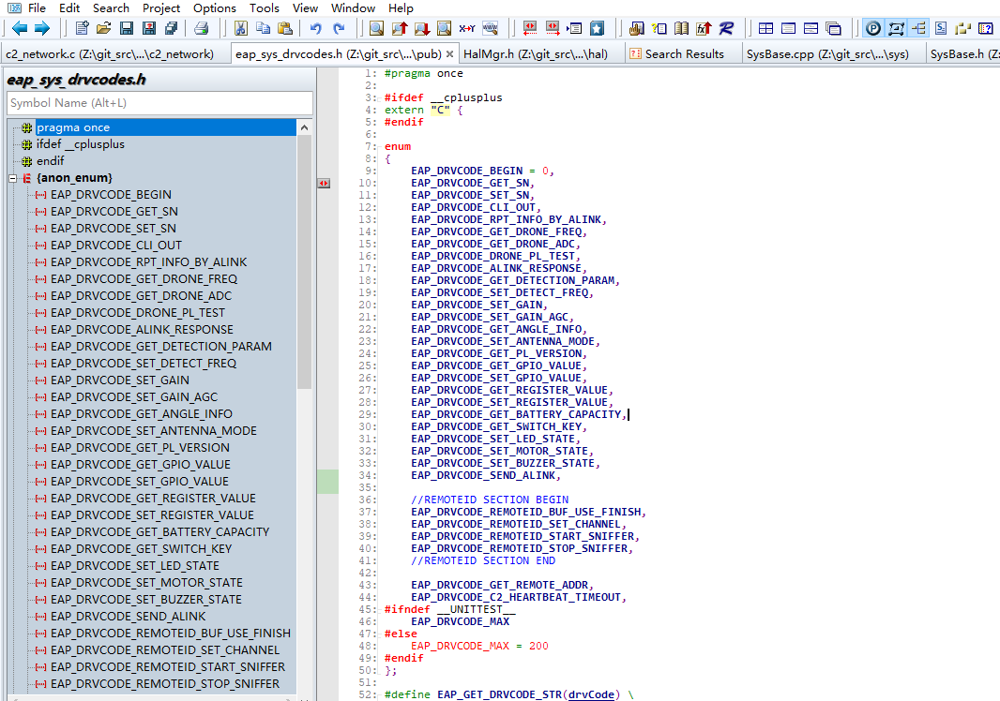 File Edit Search Project Options Tools View Window Help
c2_network.c (Z:\git_src\...\c2_network) eap_sys_drvcodes.h (Z:\git_src\...\pub) HalMgr.h (Z:\git_src\...\hal) Search Results SysBase.cpp (Z:\git_src\...\sys) SysBase.h (Z:
eap_sys_drvcodes.h
Symbol Name (Alt+L)
pragma once
ifdef __cplusplus
endif
{anon_enum}
EAP_DRVCODE_BEGIN
EAP_DRVCODE_GET_SN
EAP_DRVCODE_SET_SN
EAP_DRVCODE_CLI_OUT
EAP_DRVCODE_RPT_INFO_BY_ALINK
EAP_DRVCODE_GET_DRONE_FREQ
EAP_DRVCODE_GET_DRONE_ADC
EAP_DRVCODE_DRONE_PL_TEST
EAP_DRVCODE_ALINK_RESPONSE
EAP_DRVCODE_GET_DETECTION_PARAM
EAP_DRVCODE_SET_DETECT_FREQ
EAP_DRVCODE_SET_GAIN
EAP_DRVCODE_SET_GAIN_AGC
EAP_DRVCODE_GET_ANGLE_INFO
EAP_DRVCODE_SET_ANTENNA_MODE
EAP_DRVCODE_GET_PL_VERSION
EAP_DRVCODE_GET_GPIO_VALUE
EAP_DRVCODE_SET_GPIO_VALUE
EAP_DRVCODE_GET_REGISTER_VALUE
EAP_DRVCODE_SET_REGISTER_VALUE
EAP_DRVCODE_GET_BATTERY_CAPACITY
EAP_DRVCODE_GET_SWITCH_KEY
EAP_DRVCODE_SET_LED_STATE
EAP_DRVCODE_SET_MOTOR_STATE
EAP_DRVCODE_SET_BUZZER_STATE
EAP_DRVCODE_SEND_ALINK
EAP_DRVCODE_REMOTEID_BUF_USE_FINISH
EAP_DRVCODE_REMOTEID_SET_CHANNEL
EAP_DRVCODE_REMOTEID_START_SNIFFER
EAP_DRVCODE_REMOTEID_STOP_SNIFFER
1: #pragma once
2:
3: #ifdef __cplusplus
4: extern "C" {
5: #endif
6:
7: enum
8: {
9: EAP_DRVCODE_BEGIN = 0,
10: EAP_DRVCODE_GET_SN,
11: EAP_DRVCODE_SET_SN,
12: EAP_DRVCODE_CLI_OUT,
13: EAP_DRVCODE_RPT_INFO_BY_ALINK,
14: EAP_DRVCODE_GET_DRONE_FREQ,
15: EAP_DRVCODE_GET_DRONE_ADC,
16: EAP_DRVCODE_DRONE_PL_TEST,
17: EAP_DRVCODE_ALINK_RESPONSE,
18: EAP_DRVCODE_GET_DETECTION_PARAM,
19: EAP_DRVCODE_SET_DETECT_FREQ,
20: EAP_DRVCODE_SET_GAIN,
21: EAP_DRVCODE_SET_GAIN_AGC,
22: EAP_DRVCODE_GET_ANGLE_INFO,
23: EAP_DRVCODE_SET_ANTENNA_MODE,
24: EAP_DRVCODE_GET_PL_VERSION,
25: EAP_DRVCODE_GET_GPIO_VALUE,
26: EAP_DRVCODE_SET_GPIO_VALUE,
27: EAP_DRVCODE_GET_REGISTER_VALUE,
28: EAP_DRVCODE_SET_REGISTER_VALUE,
29: EAP_DRVCODE_GET_BATTERY_CAPACITY,
30: EAP_DRVCODE_GET_SWITCH_KEY,
31: EAP_DRVCODE_SET_LED_STATE,
32: EAP_DRVCODE_SET_MOTOR_STATE,
33: EAP_DRVCODE_SET_BUZZER_STATE,
34: EAP_DRVCODE_SEND_ALINK,
35:
36: //REMOTEID SECTION BEGIN
37: EAP_DRVCODE_REMOTEID_BUF_USE_FINISH,
38: EAP_DRVCODE_REMOTEID_SET_CHANNEL,
39: EAP_DRVCODE_REMOTEID_START_SNIFFER,
40: EAP_DRVCODE_REMOTEID_STOP_SNIFFER,
41: //REMOTEID SECTION END
42:
43: EAP_DRVCODE_GET_REMOTE_ADDR,
44: EAP_DRVCODE_C2_HEARTBEAT_TIMEOUT,
45: #ifndef __UNITTEST__
46: EAP_DRVCODE_MAX
47: #else
48: EAP_DRVCODE_MAX = 200
49: #endif
50: };
51:
52: #define EAP_GET_DRVCODE_STR(drvCode) \